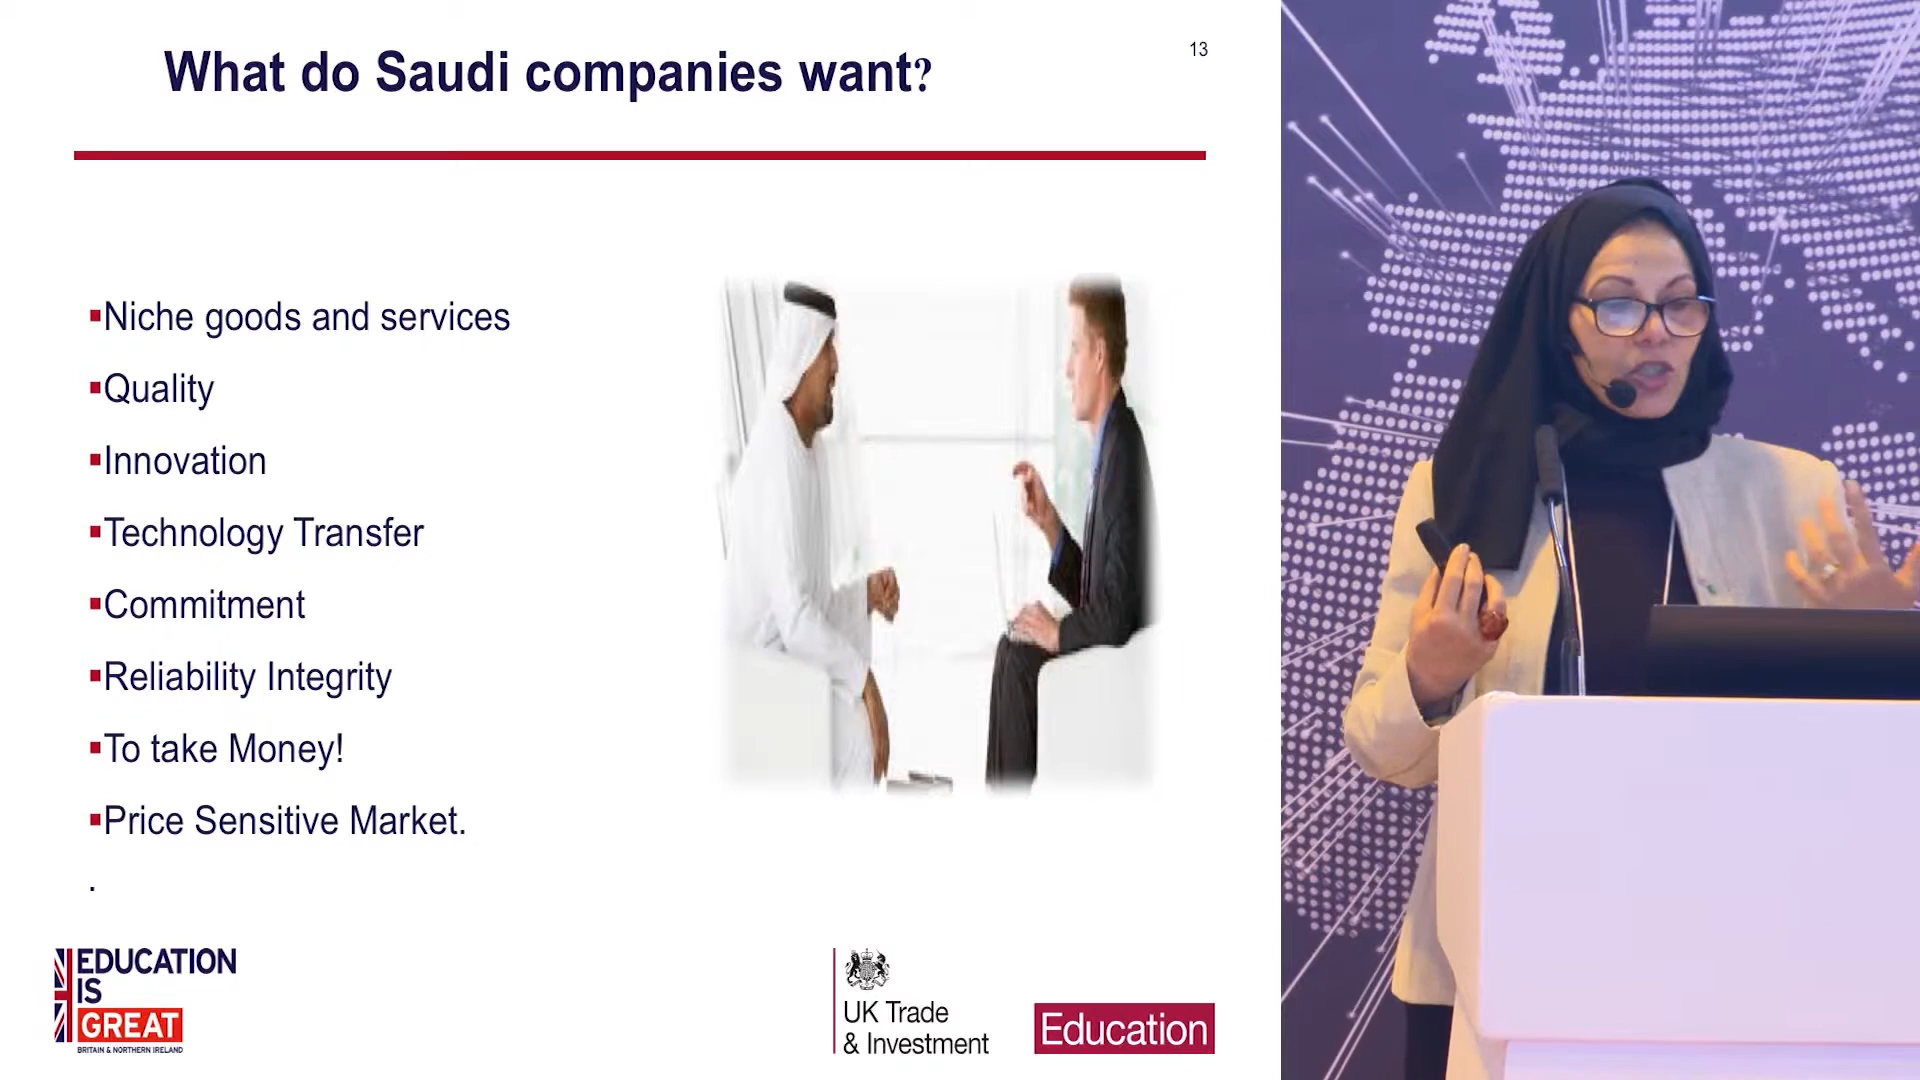 What do Saudi companies want?
13
▪Niche goods and services
▪Quality
▪Innovation
▪Technology Transfer
▪Commitment
▪Reliability Integrity
▪To take Money!
▪Price Sensitive Market.
.
EDUCATION
IS
GREAT
BRITAIN & NORTHERN IRELAND
UK Trade
& Investment
Education